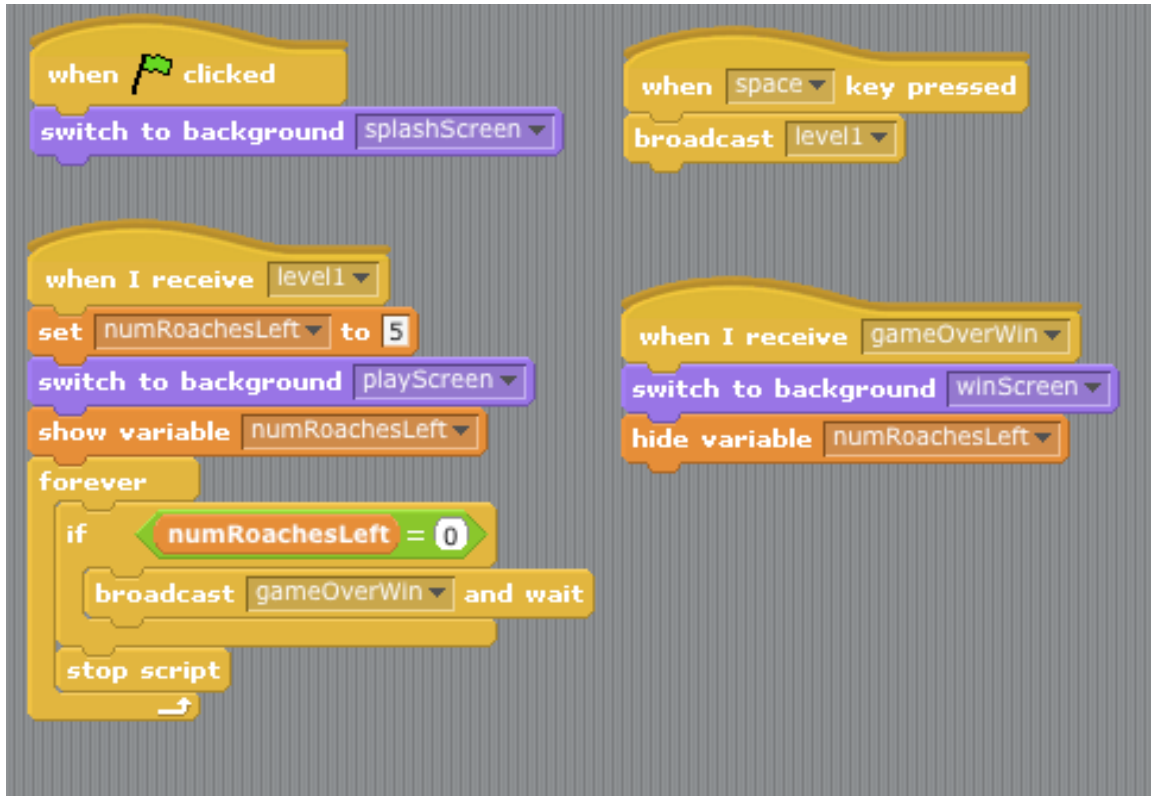 when clicked
switch to background splashScreen
when space key pressed
broadcast level1
when I receive level1
set numRoachesLeft to 5
switch to background playScreen
show variable numRoachesLeft
forever
if numRoachesLeft = 0
broadcast gameOverWin and wait
stop script
when I receive gameOverWin
switch to background winScreen
hide variable numRoachesLeft